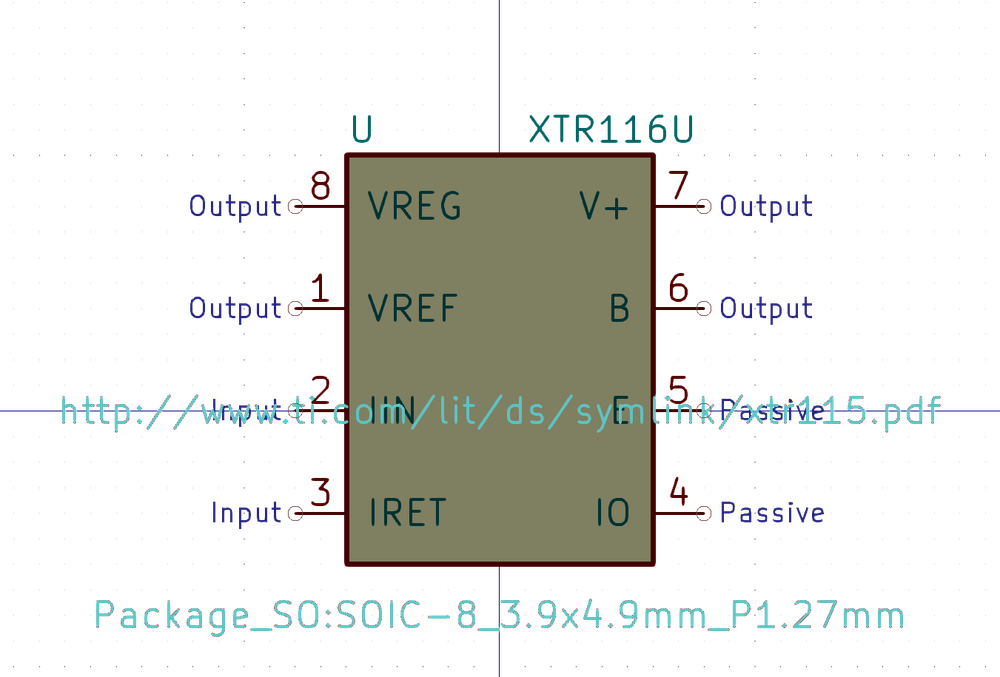 U XTR116U
8 7
Output VREG V+ Output
1 6
Output VREF B Output
2 5
Input IIN E Passive
http://www.ti.com/lit/ds/symlink/xtr115.pdf
3 4
Input IRET IO Passive
Package_SO:SOIC-8_3.9x4.9mm_P1.27mm